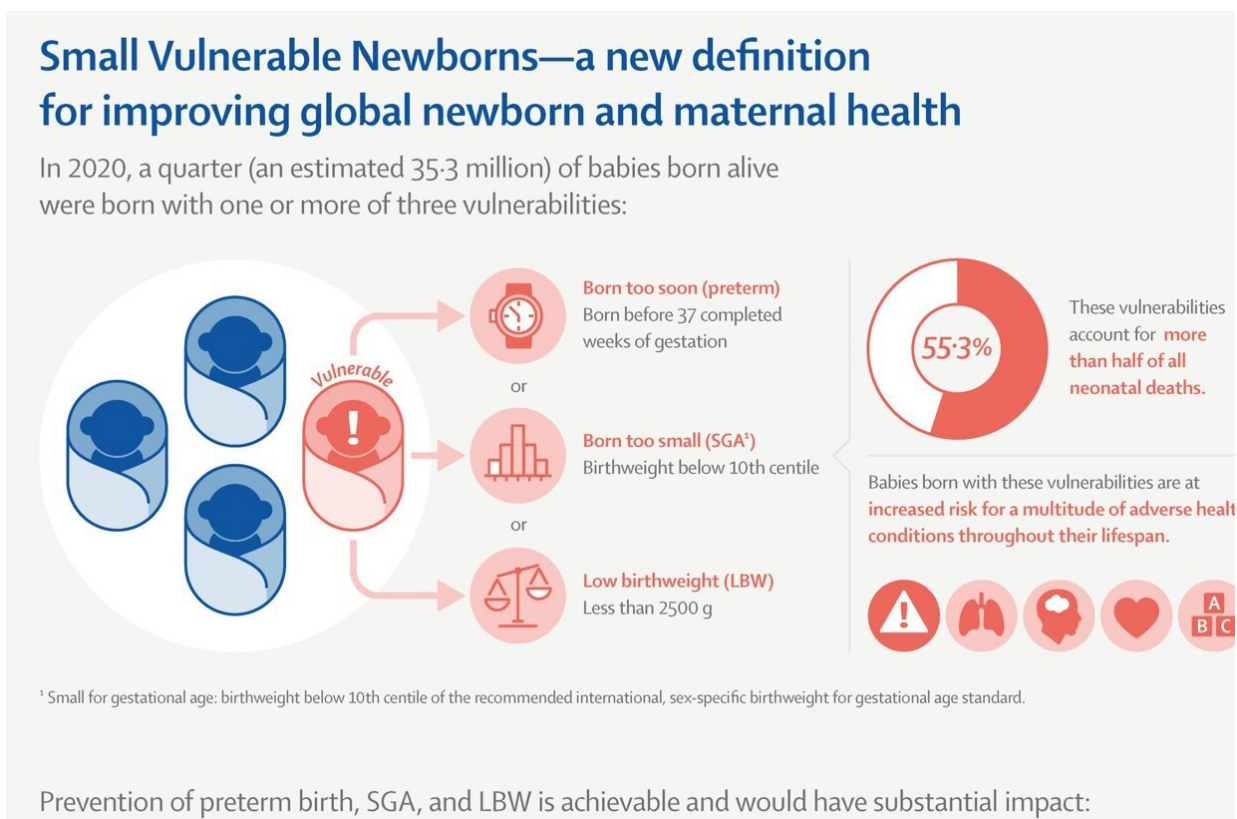 Small Vulnerable Newborns—a new definition
for improving global newborn and maternal health
In 2020, a quarter (an estimated 35·3 million) of babies born alive
were born with one or more of three vulnerabilities:
Vulnerable
!
Born too soon (preterm)
Born before 37 completed
weeks of gestation
or
Born too small (SGA¹)
Birthweight below 10th centile
or
Low birthweight (LBW)
Less than 2500 g
55·3%
These vulnerabilities
account for more
than half of all
neonatal deaths.
Babies born with these vulnerabilities are at
increased risk for a multitude of adverse healt
conditions throughout their lifespan.
!
A
B C
¹ Small for gestational age: birthweight below 10th centile of the recommended international, sex-specific birthweight for gestational age standard.
Prevention of preterm birth, SGA, and LBW is achievable and would have substantial impact: